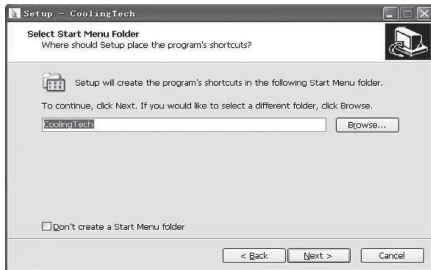 Setup - CoolingTech
Select Start Menu Folder
Where should Setup place the program's shortcuts?
Setup will create the program's shortcuts in the following Start Menu folder.
To continue, click Next. If you would like to select a different folder, click Browse.
CoolingTech
Browse...
Don't create a Start Menu folder
< Back
Next >
Cancel